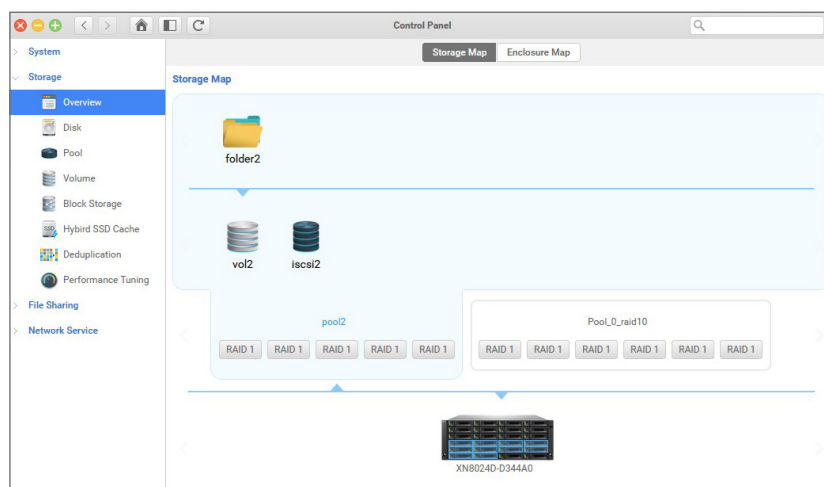 Control Panel
Storage Map Enclosure Map
System
Storage
Overview
Disk
Pool
Volume
Block Storage
Hybird SSD Cache
Deduplication
Performance Tuning
File Sharing
Network Service
Storage Map
folder2
vol2 iscsi2
pool2
RAID 1 RAID 1 RAID 1 RAID 1 RAID 1
Pool_0_raid10
RAID 1 RAID 1 RAID 1 RAID 1 RAID 1 RAID 1
XN8024D-D344A0